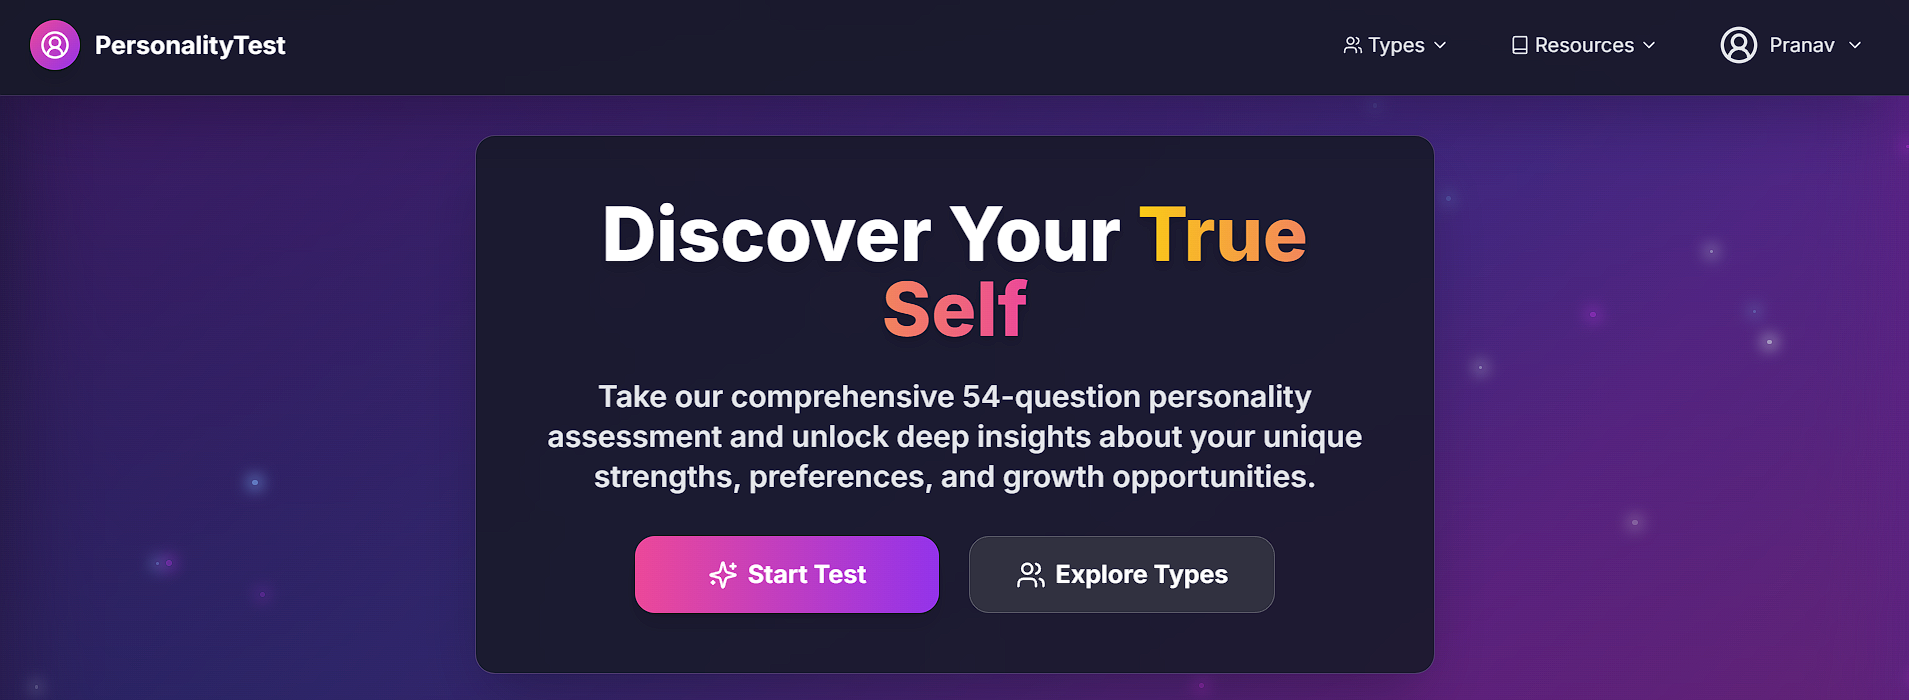 PersonalityTest
Types
Resources
Pranav
Discover Your True
Self
Take our comprehensive 54-question personality
assessment and unlock deep insights about your unique
strengths, preferences, and growth opportunities.
Start Test
Explore Types